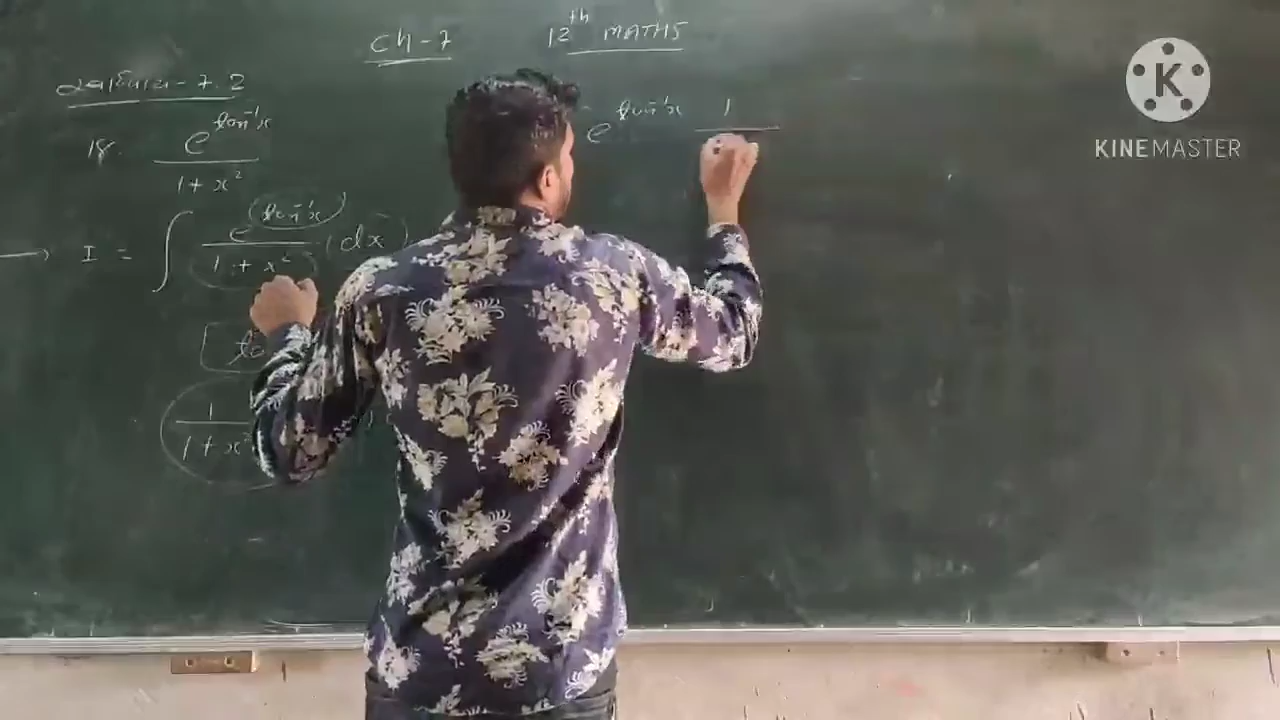 Ch-7 12th MATHS
સ્વાધ્યાય-7.2
18. e^tan⁻¹x / 1+x²
→ I = ∫ e^tan⁻¹x / 1+x² (dx)
1 / 1+x²
e^tan⁻¹x 1
KINEMASTER